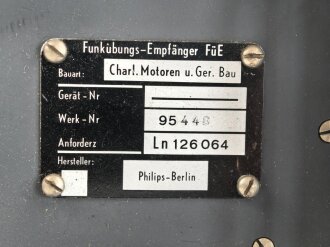 Funkübungs-Empfänger FüE
Bauart: Charl. Motoren u. Ger. Bau
Gerät-Nr
Werk-Nr 95448
Anforderz Ln 126064
Hersteller: Philips-Berlin